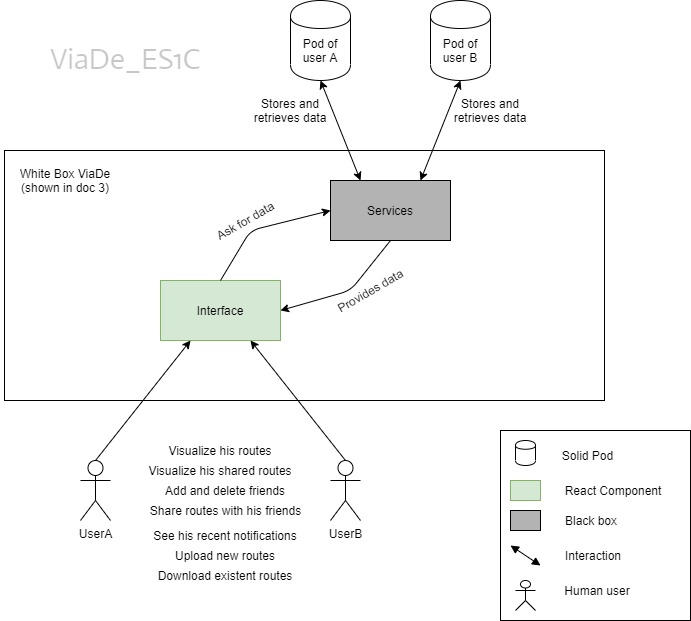 ViaDe_ES1C
Pod of
user A
Pod of
user B
Stores and
retrieves data
Stores and
retrieves data
White Box ViaDe
(shown in doc 3)
Services
Ask for data
Provides data
Interface
Visualize his routes
Visualize his shared routes
Add and delete friends
Share routes with his friends
See his recent notifications
Upload new routes
Download existent routes
UserA
UserB
Solid Pod
React Component
Black box
Interaction
Human user